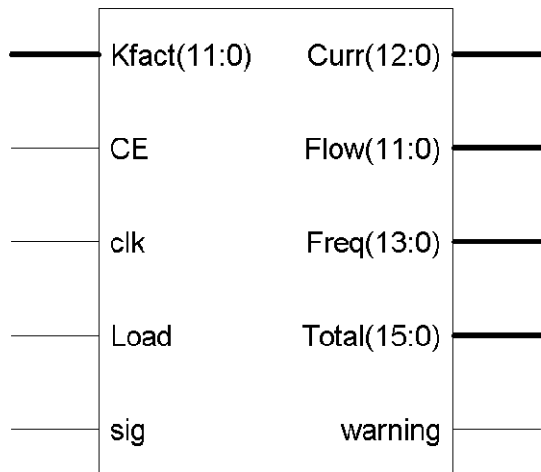 Kfact(11:0) Curr(12:0)
CE Flow(11:0)
clk Freq(13:0)
Load Total(15:0)
sig warning